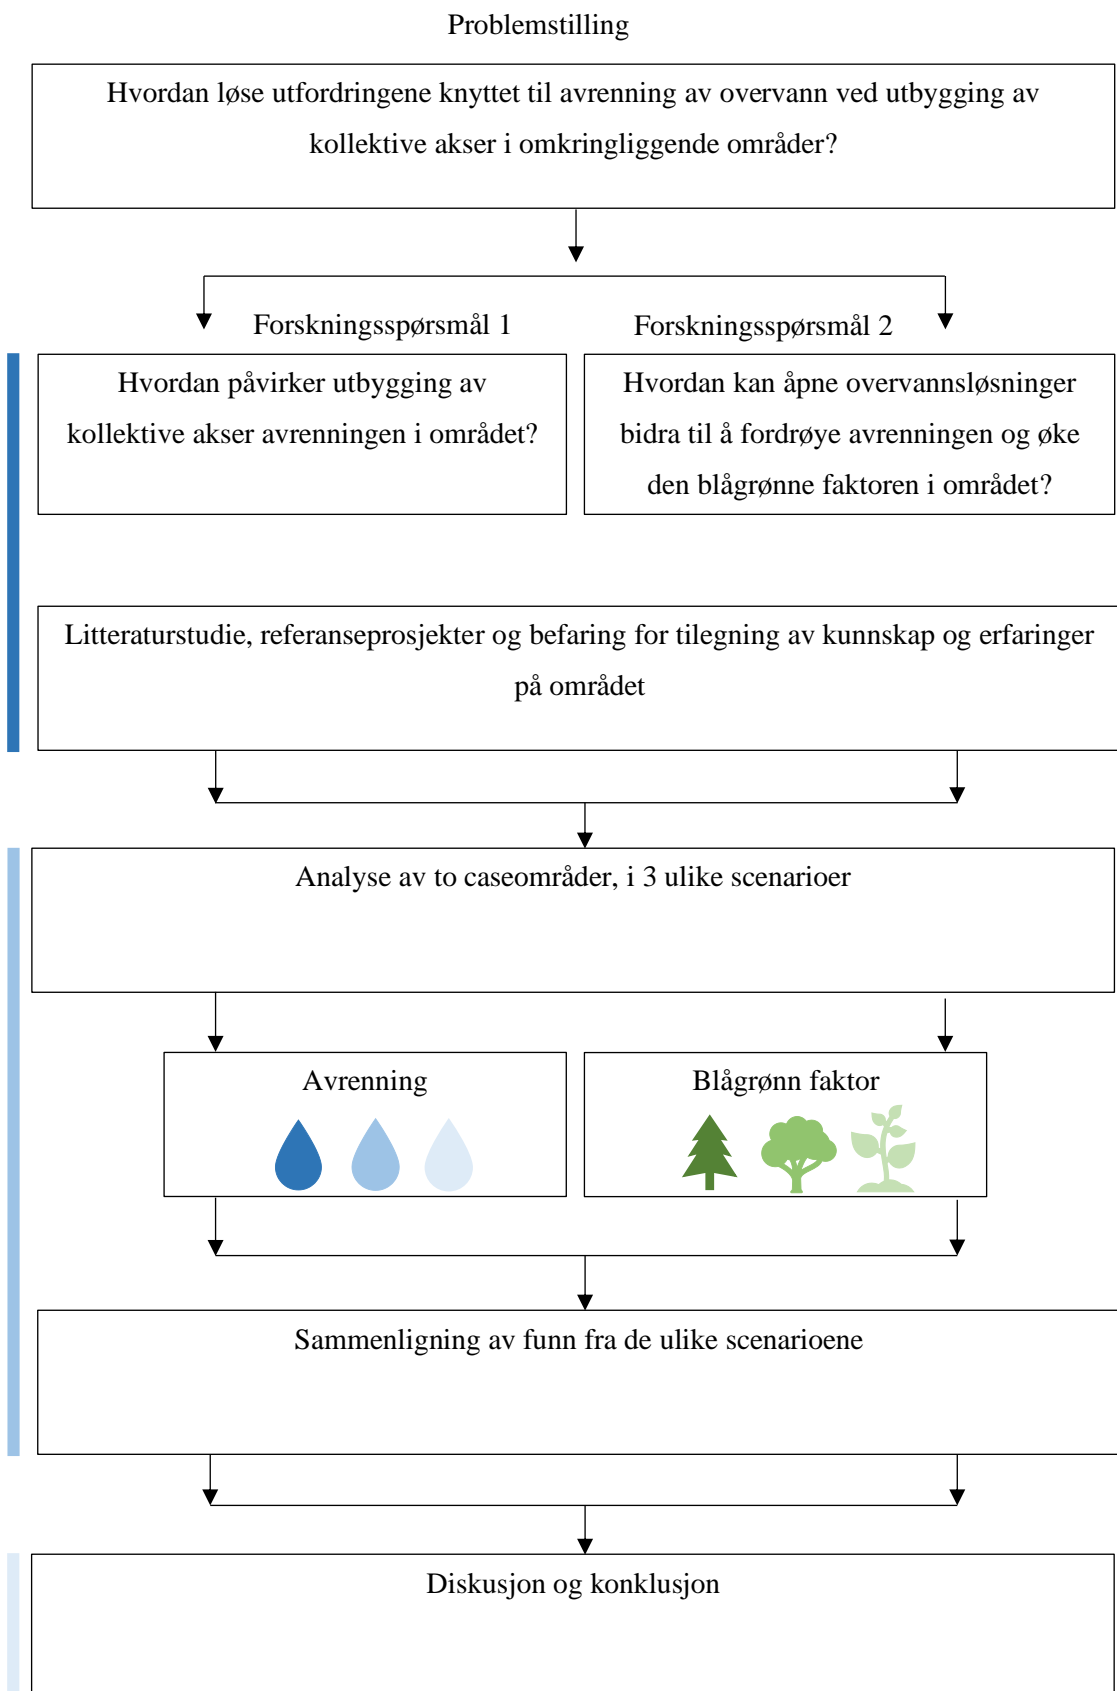 Problemstilling
Hvordan løse utfordringene knyttet til avrenning av overvann ved utbygging av
kollektive akser i omkringliggende områder?
Forskningsspørsmål 1
Forskningsspørsmål 2
Hvordan påvirker utbygging av
kollektive akser avrenningen i området?
Hvordan kan åpne overvannsløsninger
bidra til å fordrøye avrenningen og øke
den blågrønne faktoren i området?
Litteraturstudie, referanseprosjekter og befaring for tilegning av kunnskap og erfaringer
på området
Analyse av to caseområder, i 3 ulike scenarioer
Avrenning
Blågrønn faktor
Sammenligning av funn fra de ulike scenarioene
Diskusjon og konklusjon